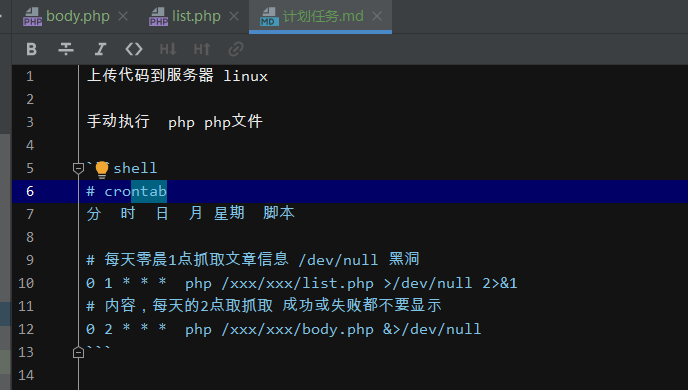 body.php
list.php
计划任务.md
B
I
H↓
H↑
1 上传代码到服务器 linux
2
3 手动执行 php php文件
4
5 ```shell
6 # crontab
7 分 时 日 月 星期 脚本
8
9 # 每天零晨1点抓取文章信息 /dev/null 黑洞
10 0 1 * * * php /xxx/xxx/list.php >/dev/null 2>&1
11 # 内容，每天的2点取抓取 成功或失败都不要显示
12 0 2 * * * php /xxx/xxx/body.php &>/dev/null
13 ```
14